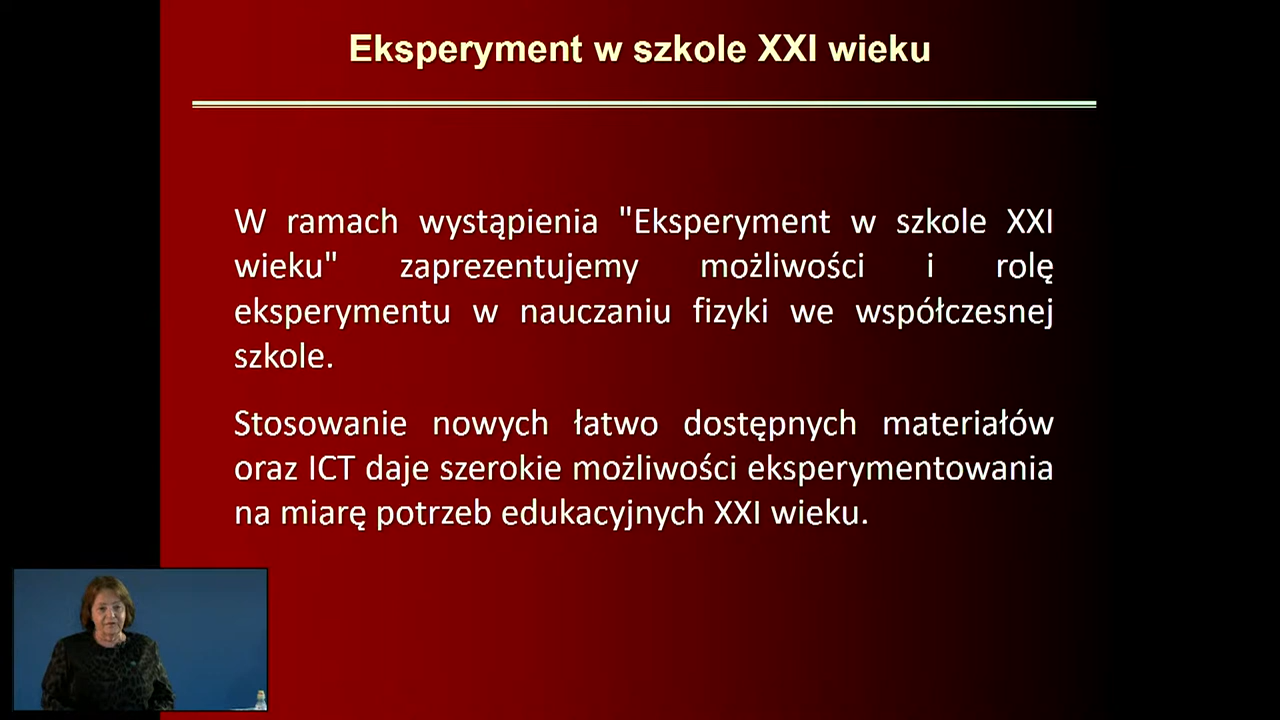 Eksperyment w szkole XXI wieku
W ramach wystąpienia "Eksperyment w szkole XXI
wieku" zaprezentujemy możliwości i rolę
eksperymentu w nauczaniu fizyki we współczesnej
szkole.
Stosowanie nowych łatwo dostępnych materiałów
oraz ICT daje szerokie możliwości eksperymentowania
na miarę potrzeb edukacyjnych XXI wieku.